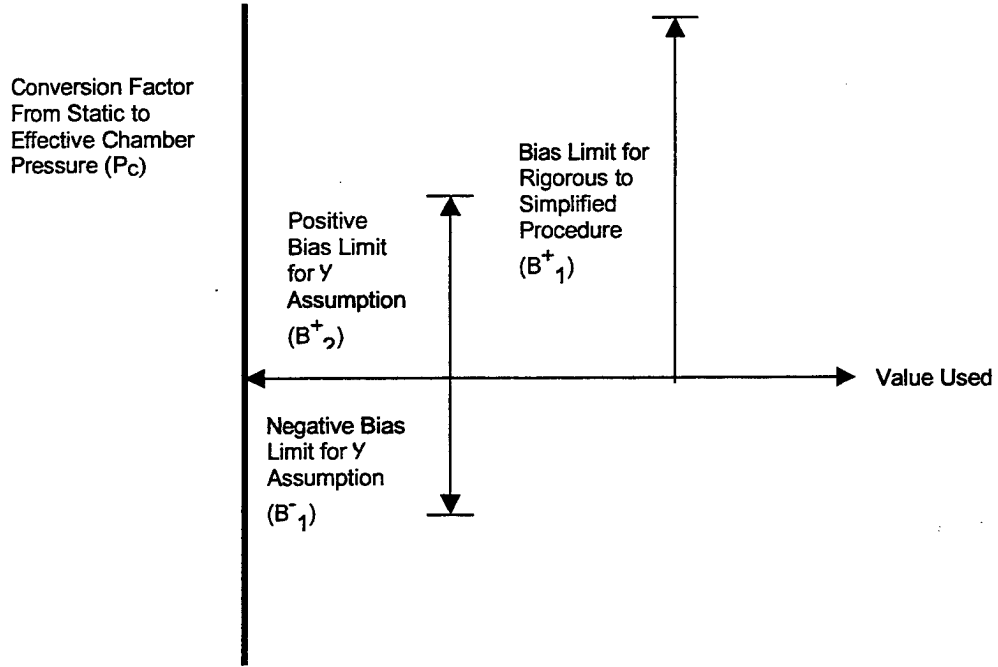 Conversion Factor
From Static to
Effective Chamber
Pressure (Pc)
Bias Limit for
Rigorous to
Simplified
Procedure
(B+1)
Positive
Bias Limit
for γ
Assumption
(B+2)
Value Used
Negative Bias
Limit for γ
Assumption
(B-1)